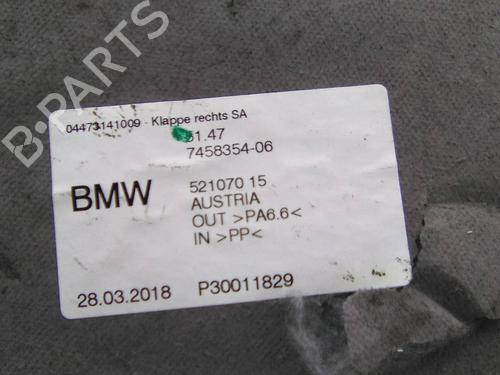 B-PARTS
04473141009 - Klappe rechts SA
51.47
7458354-06
BMW
521070 15
AUSTRIA
OUT >PA6.6<
IN >PP<
28.03.2018 P30011829